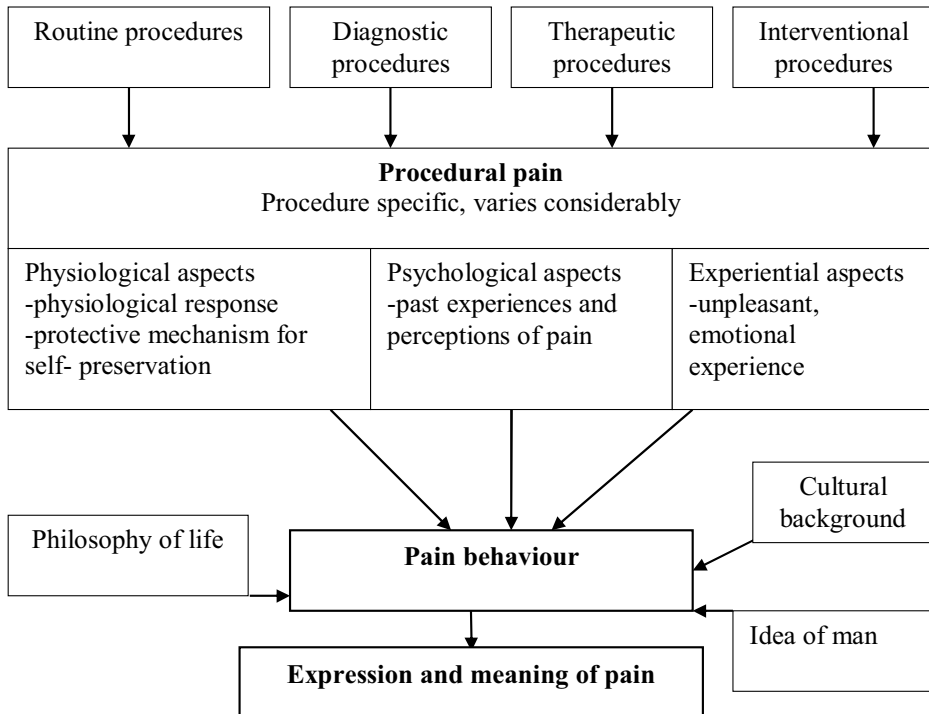 Routine procedures
Diagnostic
procedures
Therapeutic
procedures
Interventional
procedures
Procedural pain
Procedure specific, varies considerably
Physiological aspects
-physiological response
-protective mechanism for
self- preservation
Psychological aspects
-past experiences and
perceptions of pain
Experiential aspects
-unpleasant,
emotional
experience
Cultural
background
Philosophy of life
Pain behaviour
Idea of man
Expression and meaning of pain